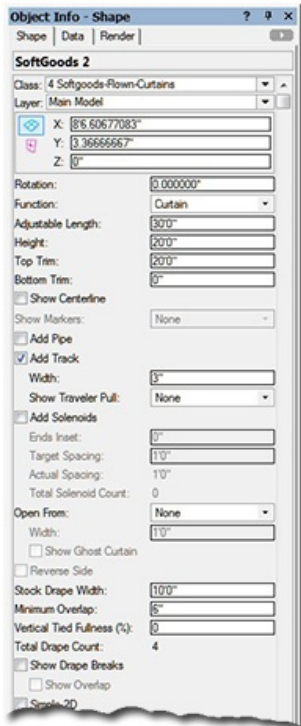 Object Info - Shape ? X
Shape Data Render
SoftGoods 2
Class: 4 Softgoods-Flown-Curtains
Layer: Main Model
X: 8'6.60677083"
Y: 3.36666667"
Z: 0"
Rotation: 0.000000°
Function: Curtain
Adjustable Length: 30'0"
Height: 20'0"
Top Trim: 20'0"
Bottom Trim: 0"
Show Centerline
Show Markers: None
Add Pipe
Add Track
Width: 3"
Show Traveler Pull: None
Add Solenoids
Ends Inset: 0"
Target Spacing: 1'0"
Actual Spacing: 1'0"
Total Solenoid Count: 0
Open From: None
Width: 1'0"
Show Ghost Curtain
Reverse Side
Stock Drape Width: 10'0"
Minimum Overlap: 6"
Vertical Tied Fullness (%): 0
Total Drape Count: 4
Show Drape Breaks
Show Overlap
Simple 2D